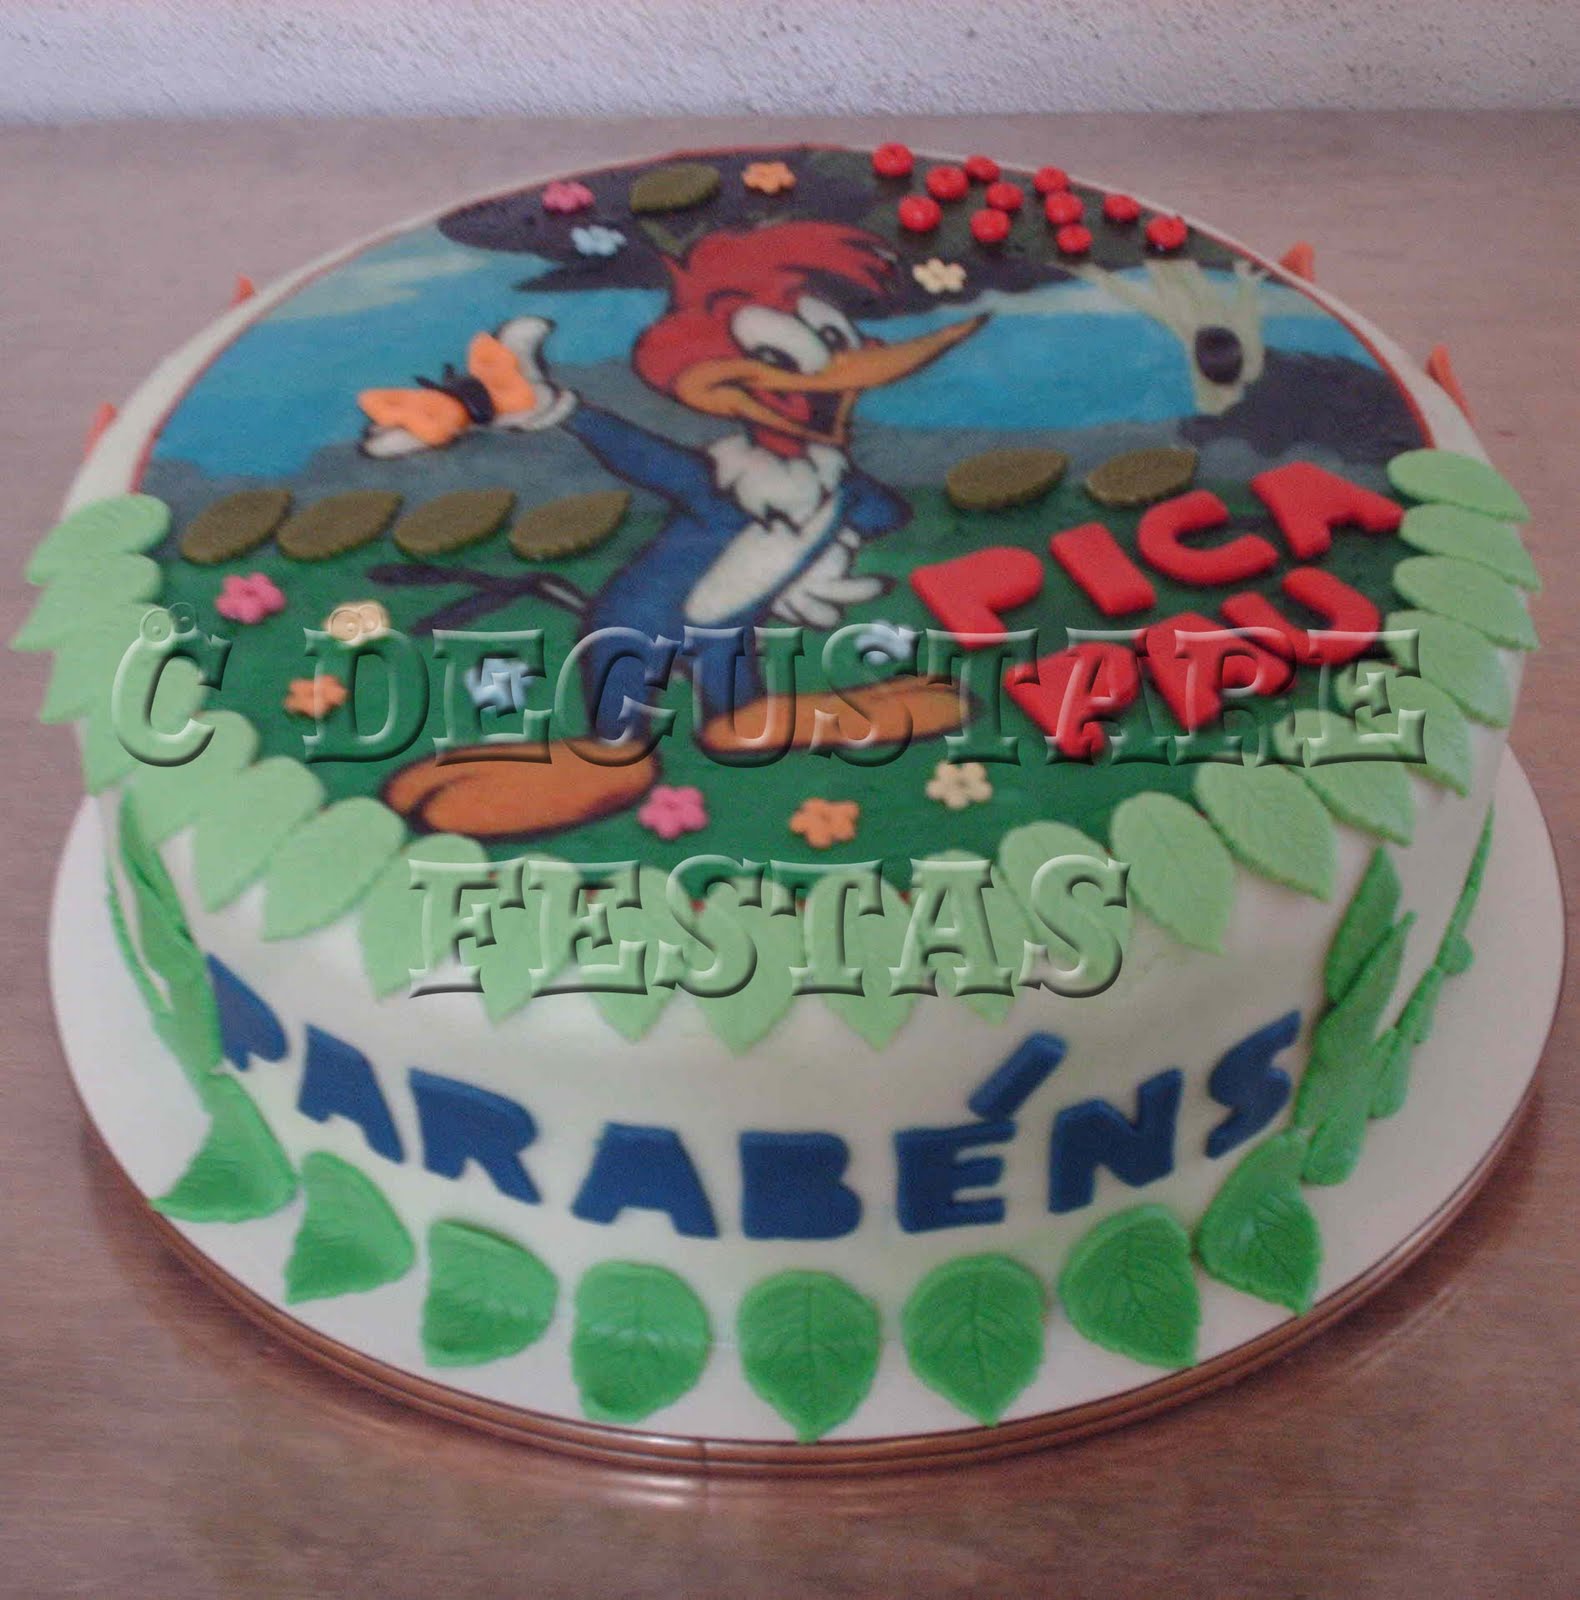 PICA
PAU
C DEGUSTARE
FESTAS
PARABÉNS